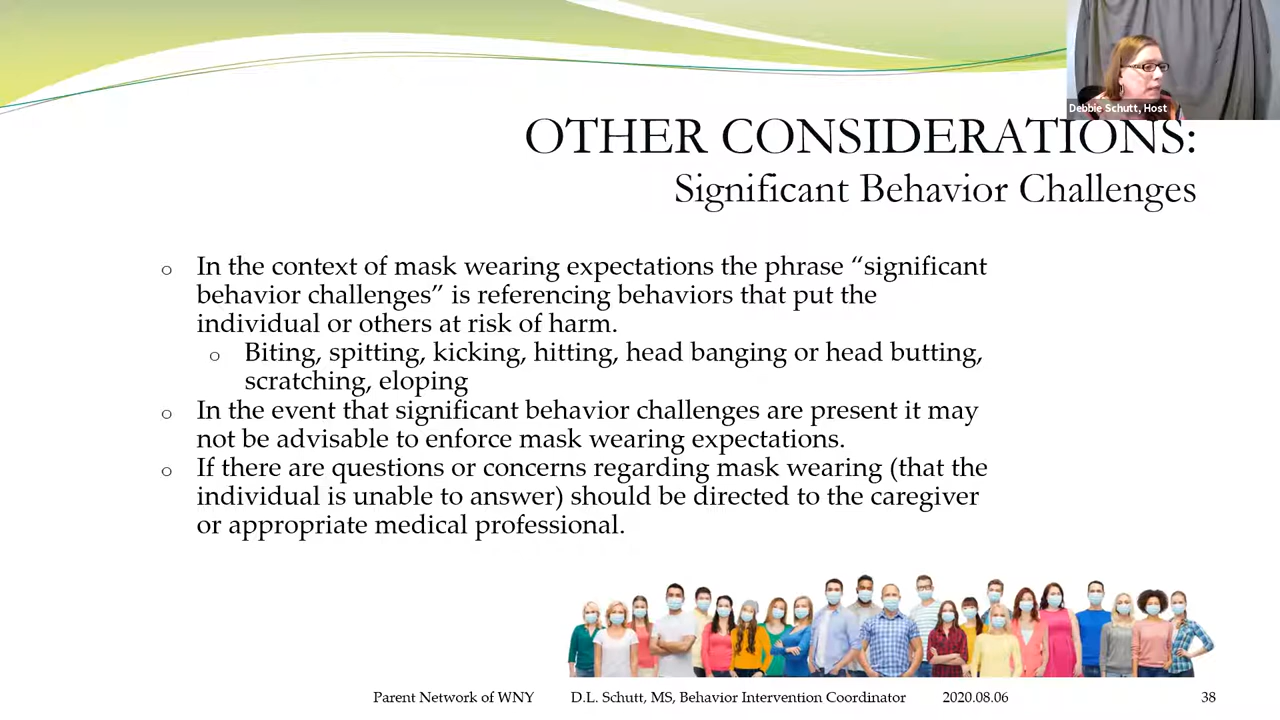 Debbie Schutt, Host
OTHER CONSIDERATIONS:
Significant Behavior Challenges
o In the context of mask wearing expectations the phrase “significant
behavior challenges” is referencing behaviors that put the
individual or others at risk of harm.
o Biting, spitting, kicking, hitting, head banging or head butting,
scratching, eloping
o In the event that significant behavior challenges are present it may
not be advisable to enforce mask wearing expectations.
o If there are questions or concerns regarding mask wearing (that the
individual is unable to answer) should be directed to the caregiver
or appropriate medical professional.
Parent Network of WNY D.L. Schutt, MS, Behavior Intervention Coordinator 2020.08.06 38